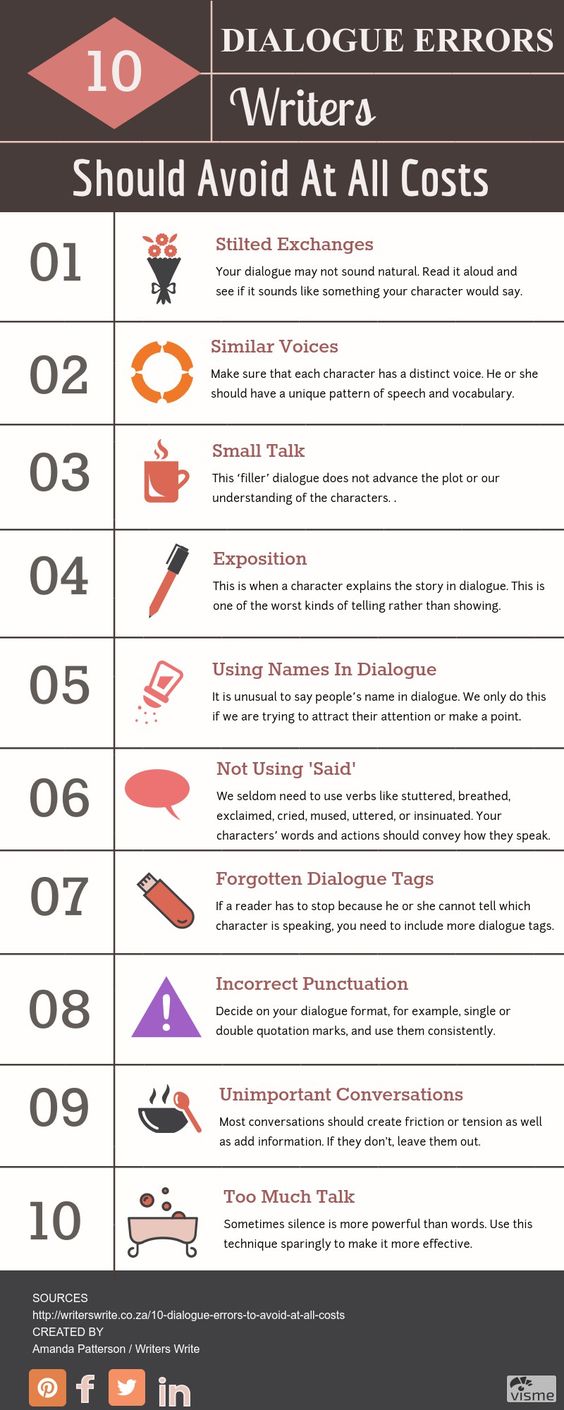 10
DIALOGUE ERRORS
Writers
Should Avoid At All Costs
01
Stilted Exchanges
Your dialogue may not sound natural. Read it aloud and
see if it sounds like something your character would say.
02
Similar Voices
Make sure that each character has a distinct voice. He or she
should have a unique pattern of speech and vocabulary.
03
Small Talk
This ‘filler’ dialogue does not advance the plot or our
understanding of the characters. .
04
Exposition
This is when a character explains the story in dialogue. This is
one of the worst kinds of telling rather than showing.
05
Using Names In Dialogue
It is unusual to say people’s name in dialogue. We only do this
if we are trying to attract their attention or make a point.
06
Not Using 'Said'
We seldom need to use verbs like stuttered, breathed,
exclaimed, cried, mused, uttered, or insinuated. Your
characters’ words and actions should convey how they speak.
07
Forgotten Dialogue Tags
If a reader has to stop because he or she cannot tell which
character is speaking, you need to include more dialogue tags.
08
Incorrect Punctuation
Decide on your dialogue format, for example, single or
double quotation marks, and use them consistently.
09
Unimportant Conversations
Most conversations should create friction or tension as well
as add information. If they don’t, leave them out.
10
Too Much Talk
Sometimes silence is more powerful than words. Use this
technique sparingly to make it more effective.
SOURCES
http://writerswrite.co.za/10-dialogue-errors-to-avoid-at-all-costs
CREATED BY
Amanda Patterson / Writers Write
f in
visme